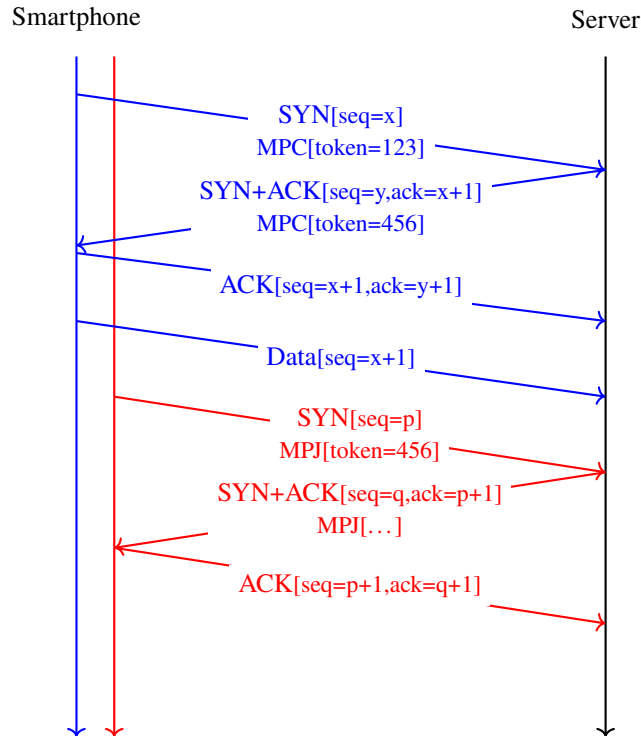 Smartphone Server
SYN[seq=x]
MPC[token=123]
SYN+ACK[seq=y,ack=x+1]
MPC[token=456]
ACK[seq=x+1,ack=y+1]
Data[seq=x+1]
SYN[seq=p]
MPJ[token=456]
SYN+ACK[seq=q,ack=p+1]
MPJ[…]
ACK[seq=p+1,ack=q+1]